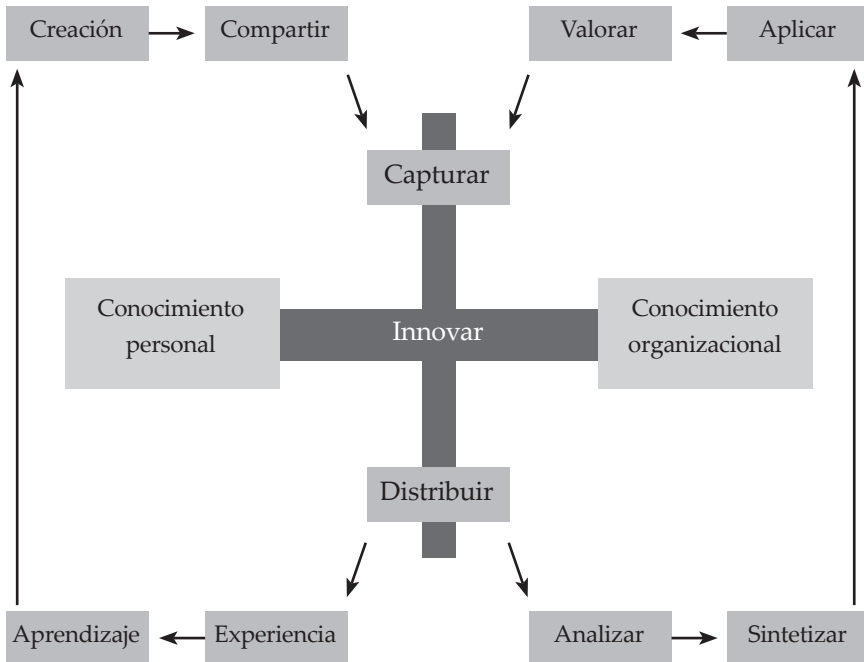 Creación
Compartir
Valorar
Aplicar
Capturar
Conocimiento
personal
Innovar
Conocimiento
organizacional
Distribuir
Aprendizaje
Experiencia
Analizar
Sintetizar